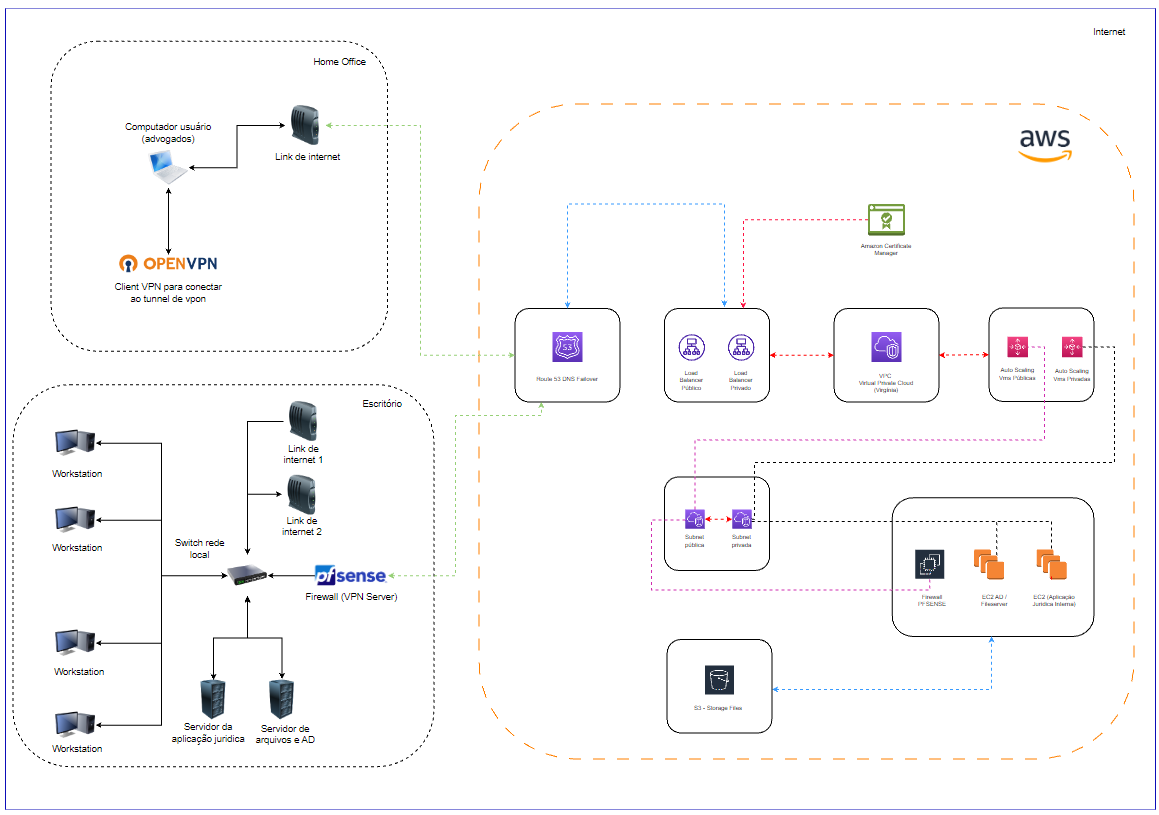 Internet
Home Office
Computador usuário
(advogados)
Link de internet
OPENVPN
Client VPN para conectar
ao tunnel de vpon
Escritório
Workstation
Workstation
Workstation
Workstation
Link de
internet 1
Link de
internet 2
Switch rede
local
pfsense
Firewall (VPN Server)
Servidor da
aplicação juridica
Servidor de
arquivos e AD
aws
Amazon Certificate
Manager
53
Route 53 DNS Failover
Load
Balancer
Público
Load
Balancer
Privado
VPC
Virtual Private Cloud
(Virginia)
Auto Scaling
Vms Públicas
Auto Scaling
Vms Privadas
Subnet
pública
Subnet
privada
Firewall
PFSENSE
EC2 AD /
Fileserver
EC2 (Aplicação
Juridica Interna)
S3 - Storage Files